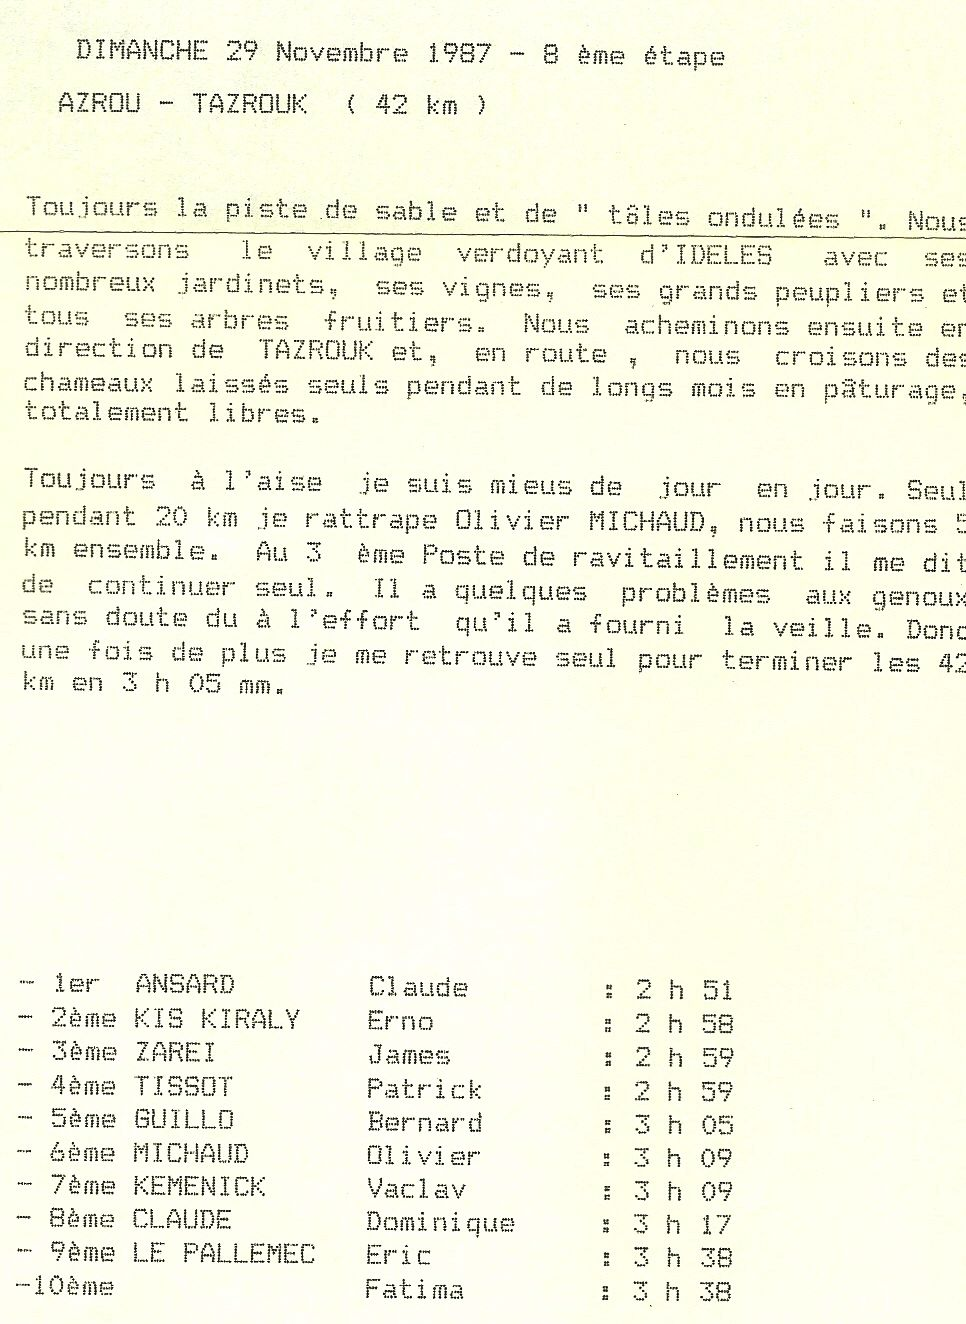 DIMANCHE 29 Novembre 1987 - 8 ème étape
AZROU - TAZROUK ( 42 km )
Toujours la piste de sable et de " tôles ondulées ". Nous
traversons le village verdoyant d'IDELES avec ses
nombreux jardinets, ses vignes, ses grands peupliers et
tous ses arbres fruitiers. Nous acheminons ensuite en
direction de TAZROUK et, en route , nous croisons des
chameaux laissés seuls pendant de longs mois en pâturage,
totalement libres.
Toujours à l'aise je suis mieus de jour en jour. Seul
pendant 20 km je rattrape Olivier MICHAUD, nous faisons 5
km ensemble. Au 3 ème Poste de ravitaillement il me dit
de continuer seul. Il a quelques problèmes aux genoux
sans doute du à l'effort qu'il a fourni la veille. Donc
une fois de plus je me retrouve seul pour terminer les 42
km en 3 h 05 mm.
- 1er ANSARD Claude : 2 h 51
- 2ème KIS KIRALY Erno : 2 h 58
- 3ème ZAREI James : 2 h 59
- 4ème TISSOT Patrick : 2 h 59
- 5ème GUILLO Bernard : 3 h 05
- 6ème MICHAUD Olivier : 3 h 09
- 7ème KEMENICK Vaclav : 3 h 09
- 8ème CLAUDE Dominique : 3 h 17
- 9ème LE PALLEMEC Eric : 3 h 38
-10ème Fatima : 3 h 38